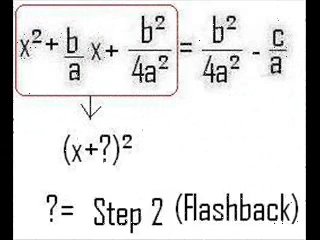 x² + b/a x + b²/4a² = b²/4a² - c/a
(x+?)²
?= Step 2 (Flashback)